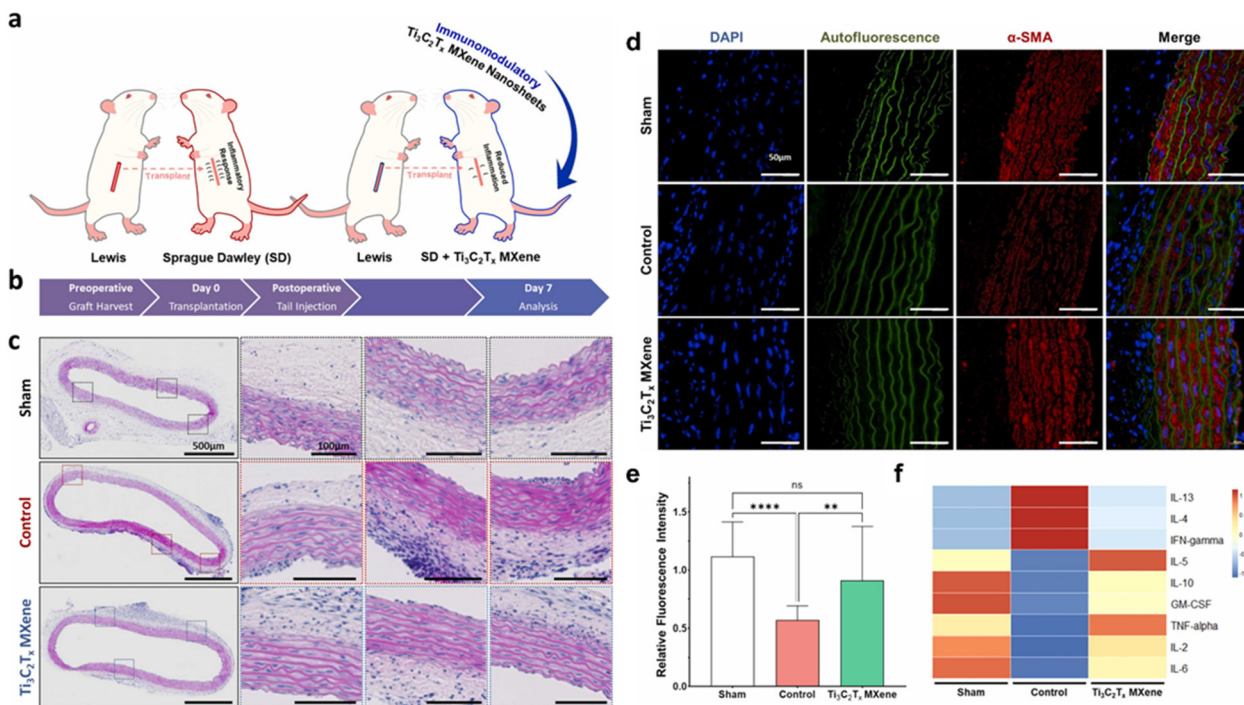 a
Immunomodulatory
Ti₃C₂Tₓ MXene Nanosheets
Inflammatory
Response
Transplant
Reduced
Inflammation
Transplant
Lewis
Sprague Dawley (SD)
Lewis
SD + Ti₃C₂Tₓ MXene
b
Preoperative
Graft Harvest
Day 0
Transplantation
Postoperative
Tail Injection
Day 7
Analysis
c
Sham
500μm
100μm
Control
Ti₃C₂Tₓ MXene
d
DAPI
Autofluorescence
α-SMA
Merge
Sham
50μm
Control
Ti₃C₂Tₓ MXene
e
Relative Fluorescence Intensity
1.5
1.0
0.5
0.0
ns
****
**
Sham
Control
Ti₃C₂Tₓ MXene
f
IL-13
IL-4
IFN-gamma
IL-5
IL-10
GM-CSF
TNF-alpha
IL-2
IL-6
Sham
Control
Ti₃C₂Tₓ MXene